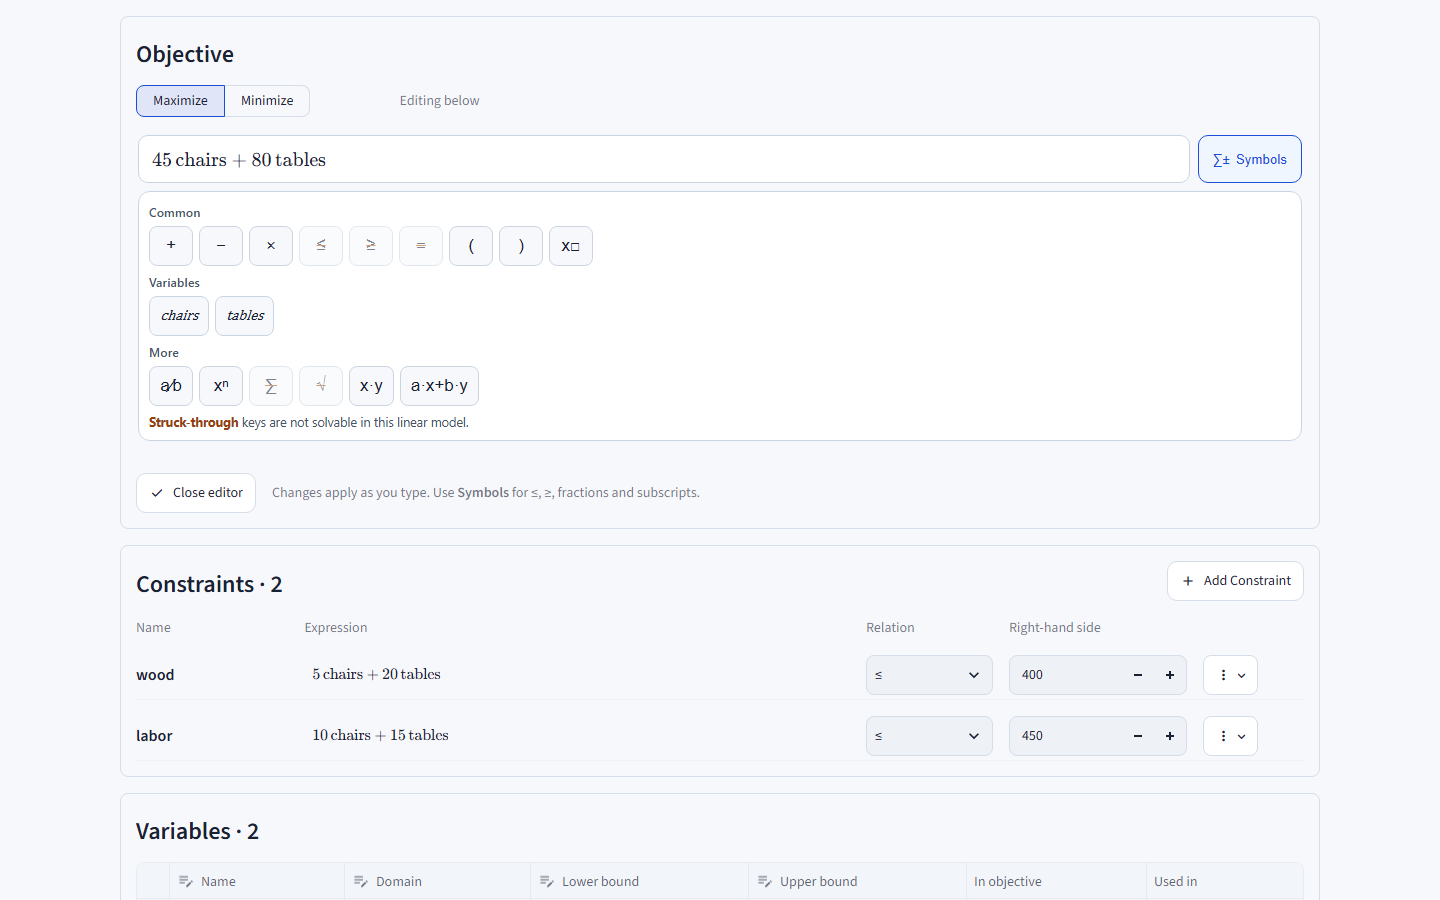 Objective
Maximize Minimize Editing below
45 chairs + 80 tables ∑± Symbols
Common
+ − × ≤ ≥ = ( ) x□
Variables
chairs tables
More
a⁄b xⁿ ∑ √ x·y a·x+b·y
Struck-through keys are not solvable in this linear model.
Close editor Changes apply as you type. Use Symbols for ≤, ≥, fractions and subscripts.
Constraints · 2 + Add Constraint
Name Expression Relation Right-hand side
wood 5 chairs + 20 tables ≤ 400 − +
labor 10 chairs + 15 tables ≤ 450 − +
Variables · 2
Name Domain Lower bound Upper bound In objective Used in